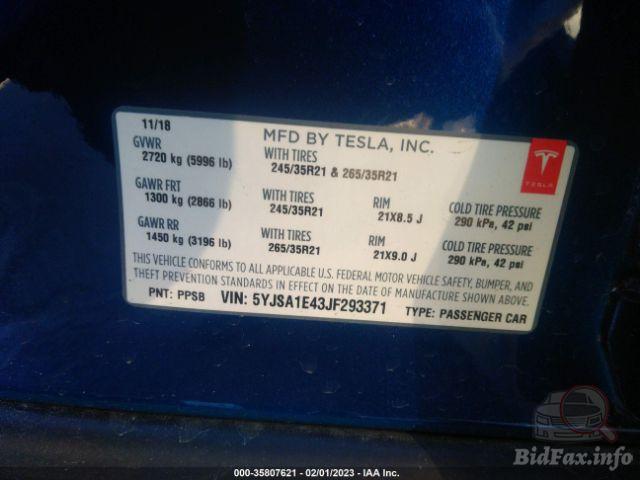 11/18
MFD BY TESLA, INC.
GVWR
2720 kg (5996 lb)
WITH TIRES
245/35R21 & 265/35R21
TESLA
GAWR FRT
1300 kg (2866 lb)
WITH TIRES
245/35R21
RIM
21X8.5 J
COLD TIRE PRESSURE
290 kPa, 42 psi
GAWR RR
1450 kg (3196 lb)
WITH TIRES
265/35R21
RIM
21X9.0 J
COLD TIRE PRESSURE
290 kPa, 42 psi
THIS VEHICLE CONFORMS TO ALL APPLICABLE U.S. FEDERAL MOTOR VEHICLE SAFETY, BUMPER, AND
THEFT PREVENTION STANDARDS IN EFFECT ON THE DATE OF MANUFACTURE SHOWN ABOVE.
PNT: PPSB VIN: 5YJSA1E43JF293371 TYPE: PASSENGER CAR
BidFax.info
000-35807621 - 02/01/2023 - IAA Inc.